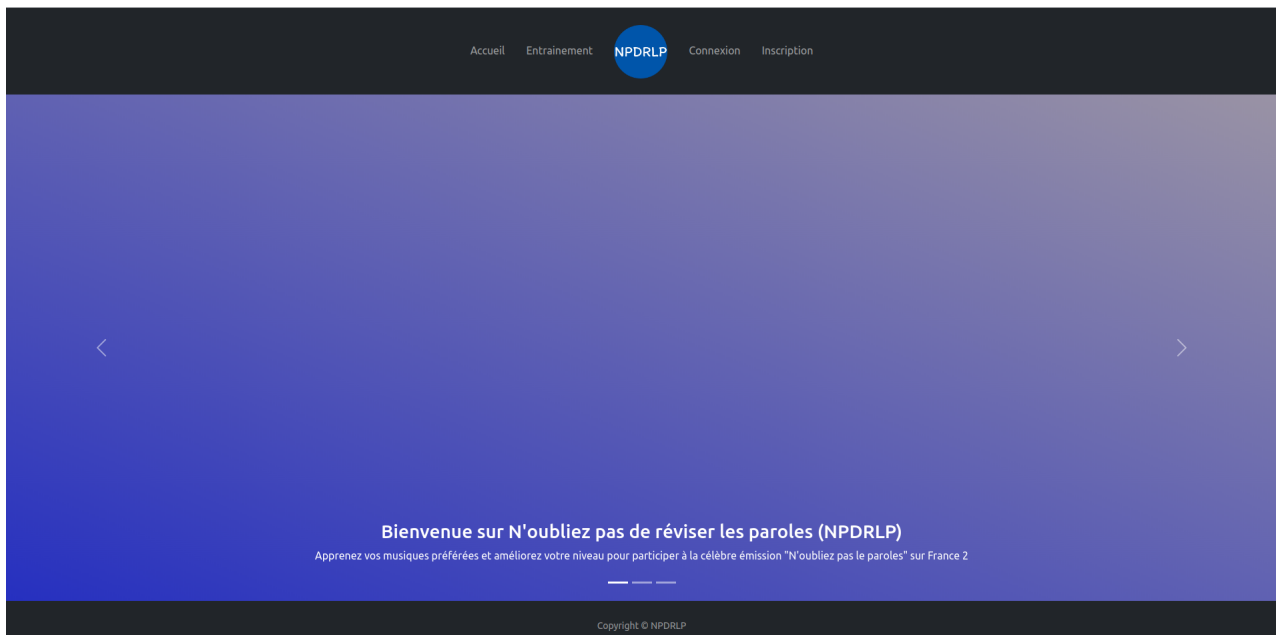 Accueil Entrainement NPDRLP Connexion Inscription
Bienvenue sur N'oubliez pas de réviser les paroles (NPDRLP)
Apprenez vos musiques préférées et améliorez votre niveau pour participer à la célèbre émission "N'oubliez pas le paroles" sur France 2
Copyright © NPDRLP